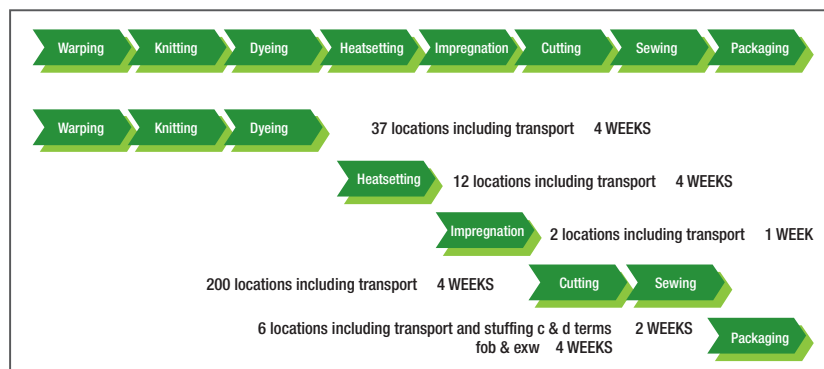 Warping Knitting Dyeing Heatsetting Impregnation Cutting Sewing Packaging
Warping Knitting Dyeing 37 locations including transport 4 WEEKS
Heatsetting 12 locations including transport 4 WEEKS
Impregnation 2 locations including transport 1 WEEK
200 locations including transport 4 WEEKS Cutting Sewing
6 locations including transport and stuffing c & d terms 2 WEEKS
fob & exw 4 WEEKS Packaging